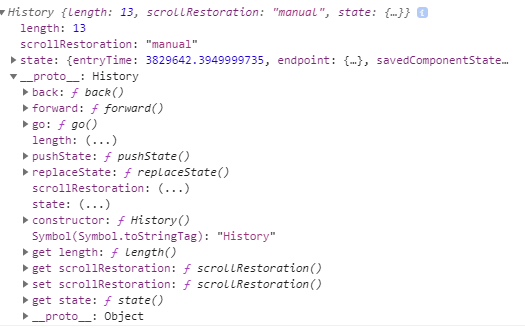 History {length: 13, scrollRestoration: "manual", state: {…}} i
length: 13
scrollRestoration: "manual"
state: {entryTime: 3829642.3949999735, endpoint: {…}, savedComponentState…
__proto__: History
back: ƒ back()
forward: ƒ forward()
go: ƒ go()
length: (...)
pushState: ƒ pushState()
replaceState: ƒ replaceState()
scrollRestoration: (...)
state: (...)
constructor: ƒ History()
Symbol(Symbol.toStringTag): "History"
get length: ƒ length()
get scrollRestoration: ƒ scrollRestoration()
set scrollRestoration: ƒ scrollRestoration()
get state: ƒ state()
__proto__: Object